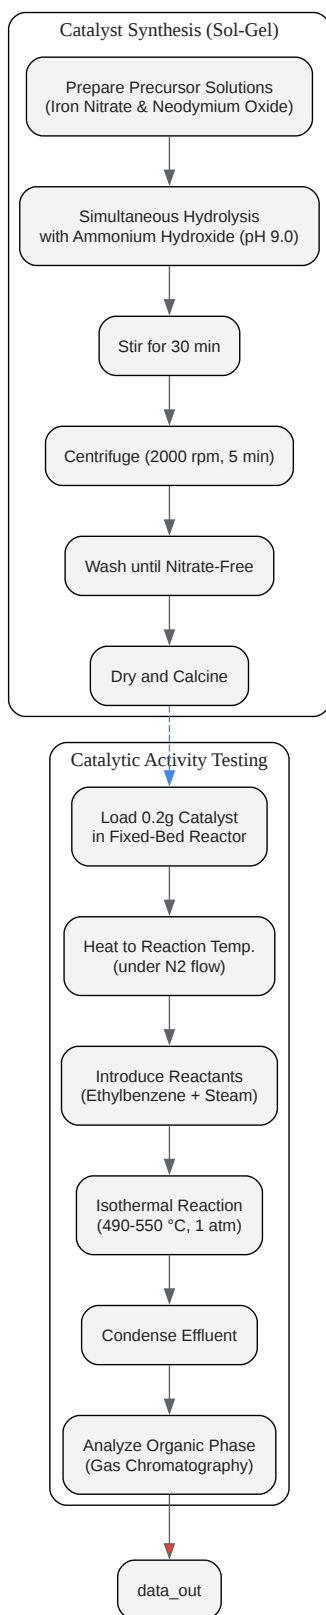 Catalyst Synthesis (Sol-Gel)
Prepare Precursor Solutions
(Iron Nitrate & Neodymium Oxide)
Simultaneous Hydrolysis
with Ammonium Hydroxide (pH 9.0)
Stir for 30 min
Centrifuge (2000 rpm, 5 min)
Wash until Nitrate-Free
Dry and Calcine
Catalytic Activity Testing
Load 0.2g Catalyst
in Fixed-Bed Reactor
Heat to Reaction Temp.
(under N2 flow)
Introduce Reactants
(Ethylbenzene + Steam)
Isothermal Reaction
(490-550 °C, 1 atm)
Condense Effluent
Analyze Organic Phase
(Gas Chromatography)
data_out